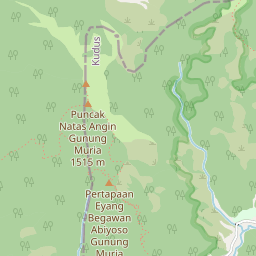 Kudus
Puncak
Natas Angin
Gunung
Muria
1515 m
Pertapaan
Eyang
Begawan
Abiyoso
Gunung
Muria